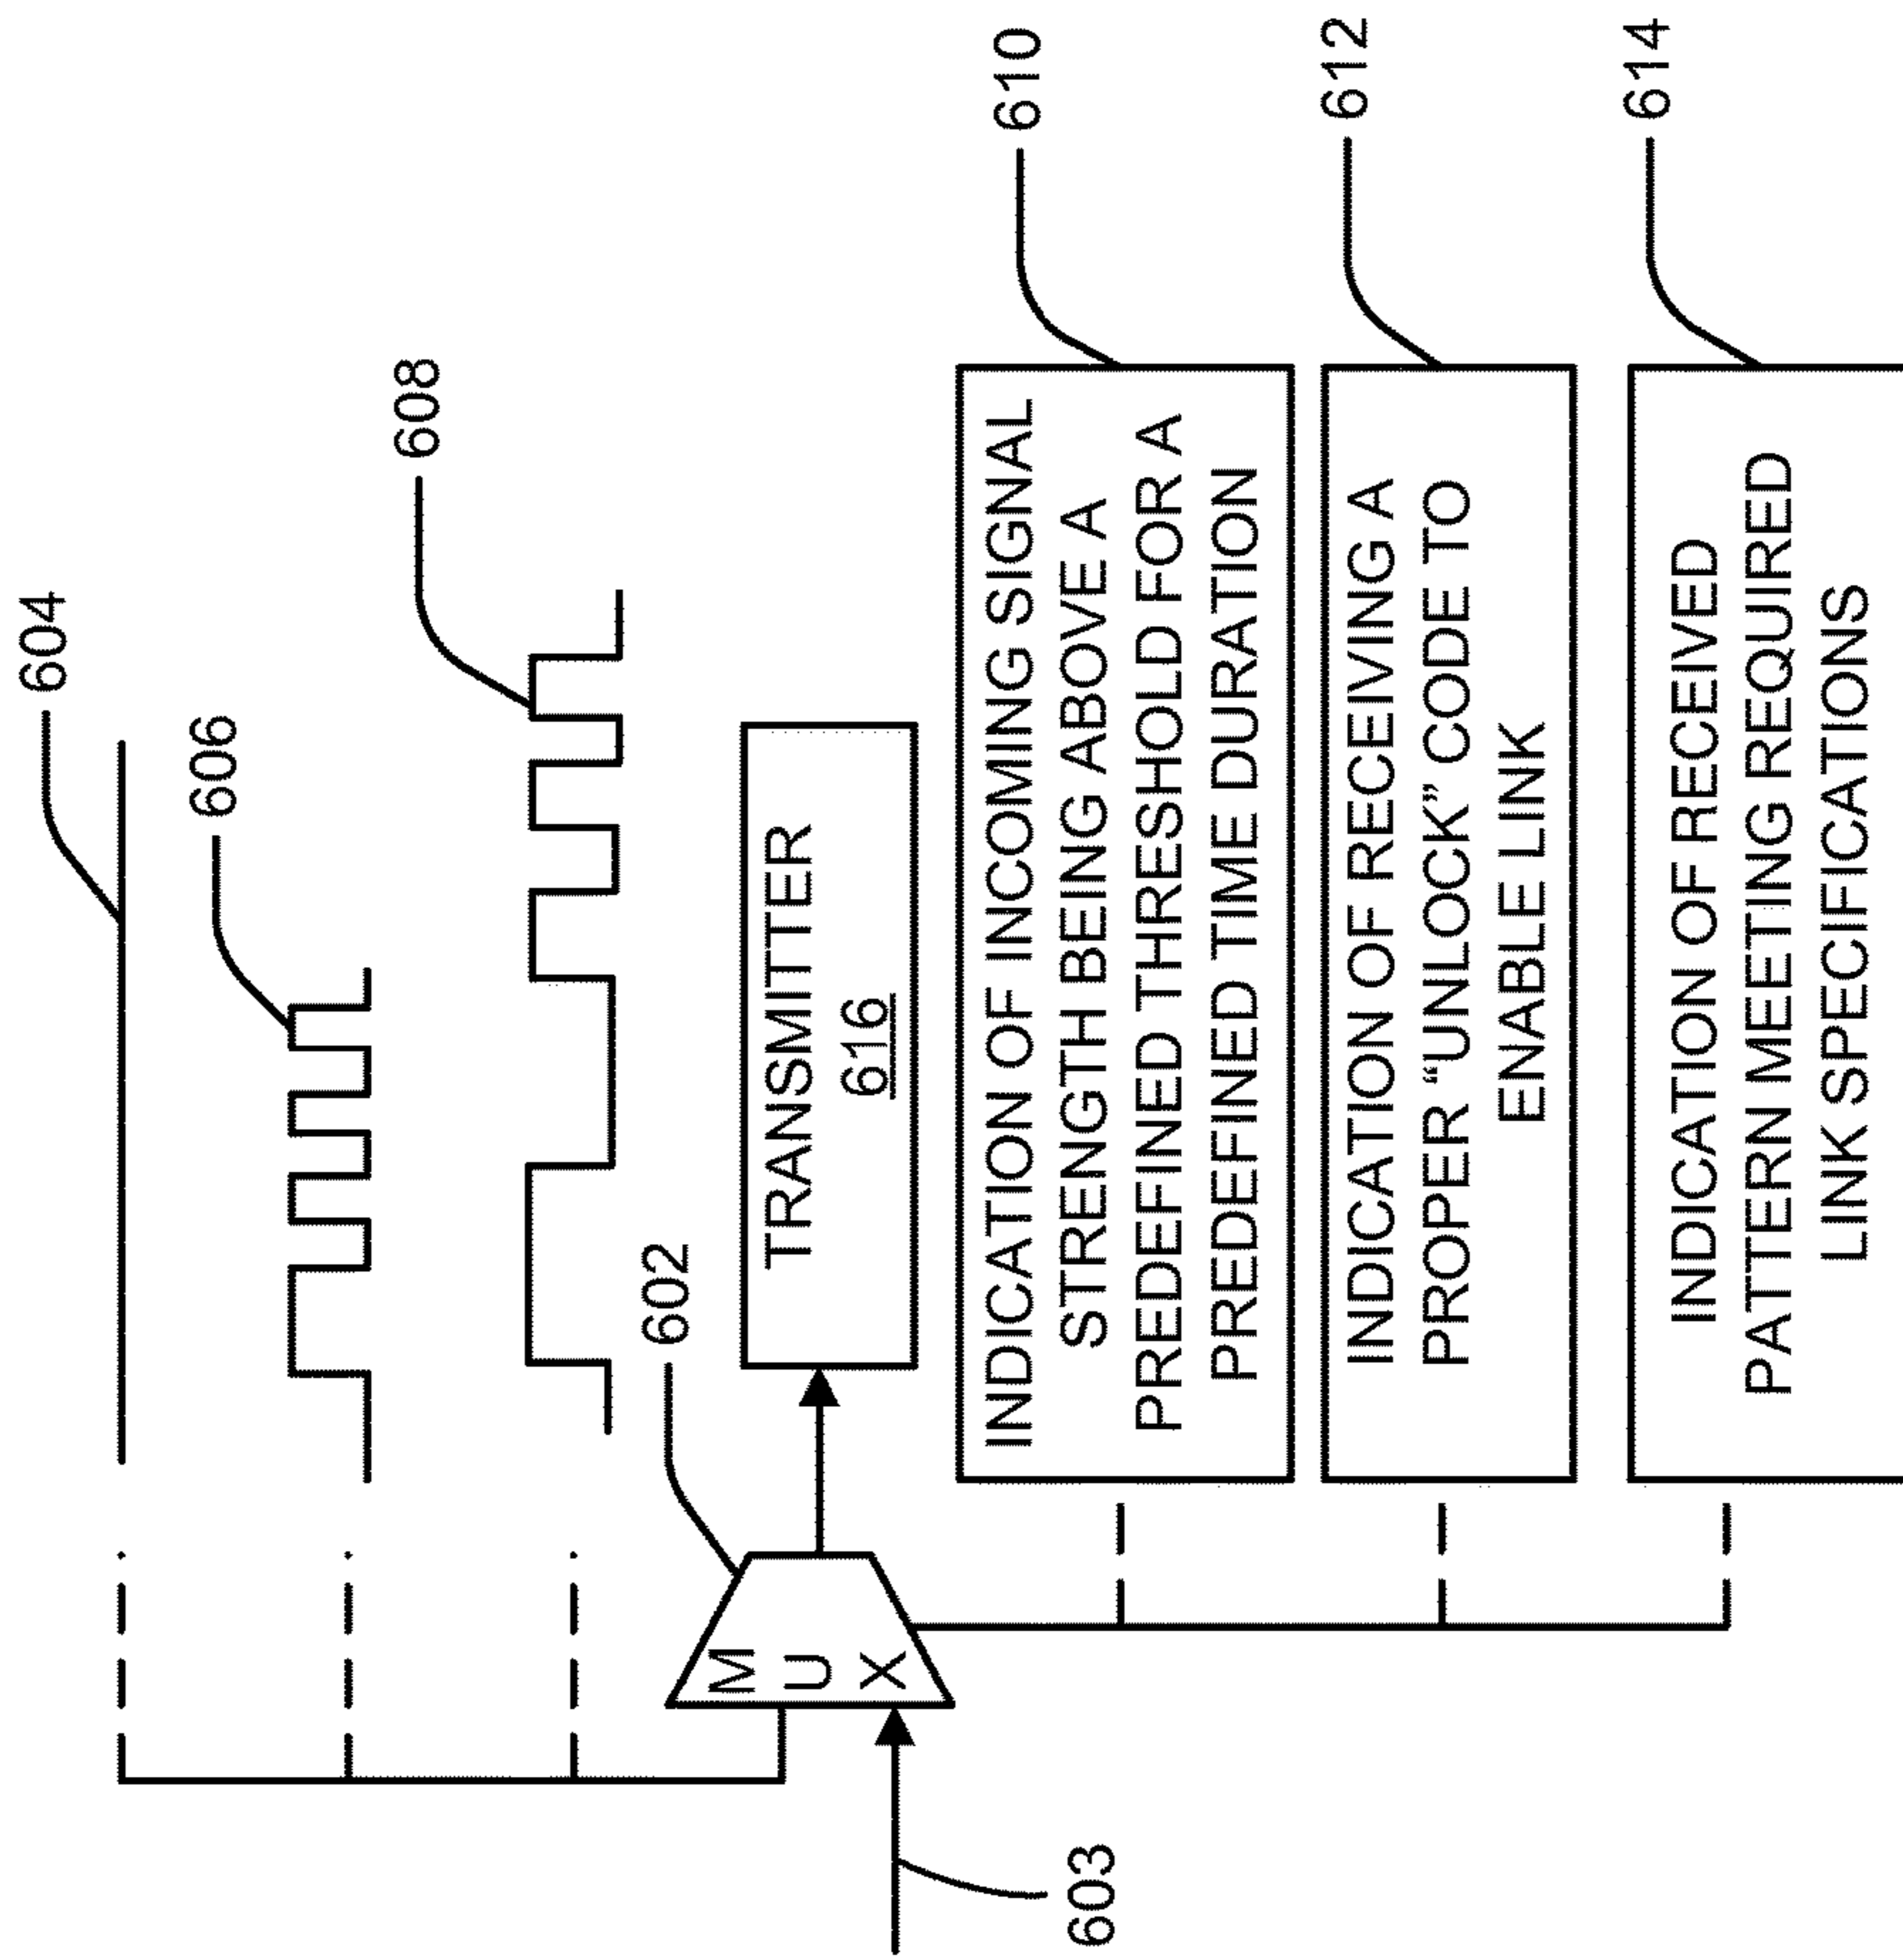 604
606
608
602
M
U
X
603
TRANSMITTER
616
INDICATION OF INCOMING SIGNAL
STRENGTH BEING ABOVE A
PREDEFINED THRESHOLD FOR A
PREDEFINED TIME DURATION
610
INDICATION OF RECEIVING A
PROPER “UNLOCK” CODE TO
ENABLE LINK
612
INDICATION OF RECEIVED
PATTERN MEETING REQUIRED
LINK SPECIFICATIONS
614